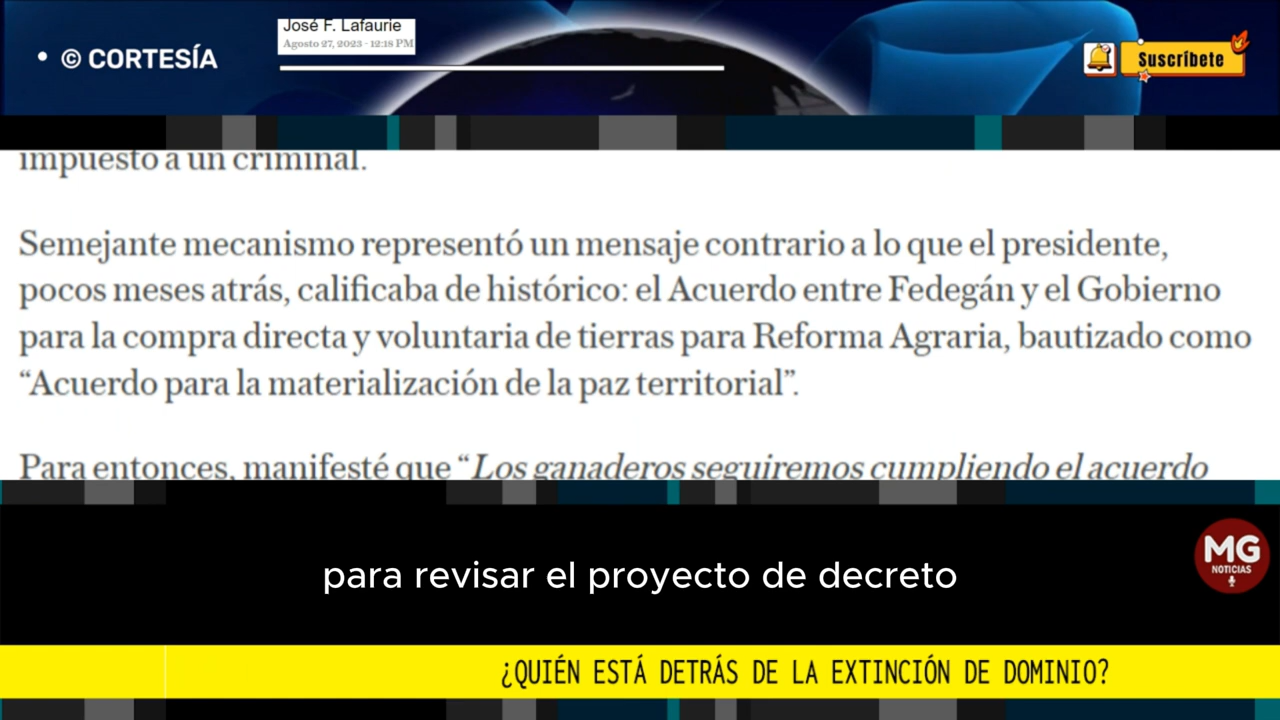 José F. Lafaurie
Agosto 27, 2023 - 12:18 PM
• © CORTESÍA
Suscríbete
impuesto a un criminal.
Semejante mecanismo representó un mensaje contrario a lo que el presidente,
pocos meses atrás, calificaba de histórico: el Acuerdo entre Fedegán y el Gobierno
para la compra directa y voluntaria de tierras para Reforma Agraria, bautizado como
“Acuerdo para la materialización de la paz territorial”.
Para entonces, manifesté que “Los ganaderos seguiremos cumpliendo el acuerdo
para revisar el proyecto de decreto
MG
NOTICIAS
¿QUIÉN ESTÁ DETRÁS DE LA EXTINCIÓN DE DOMINIO?